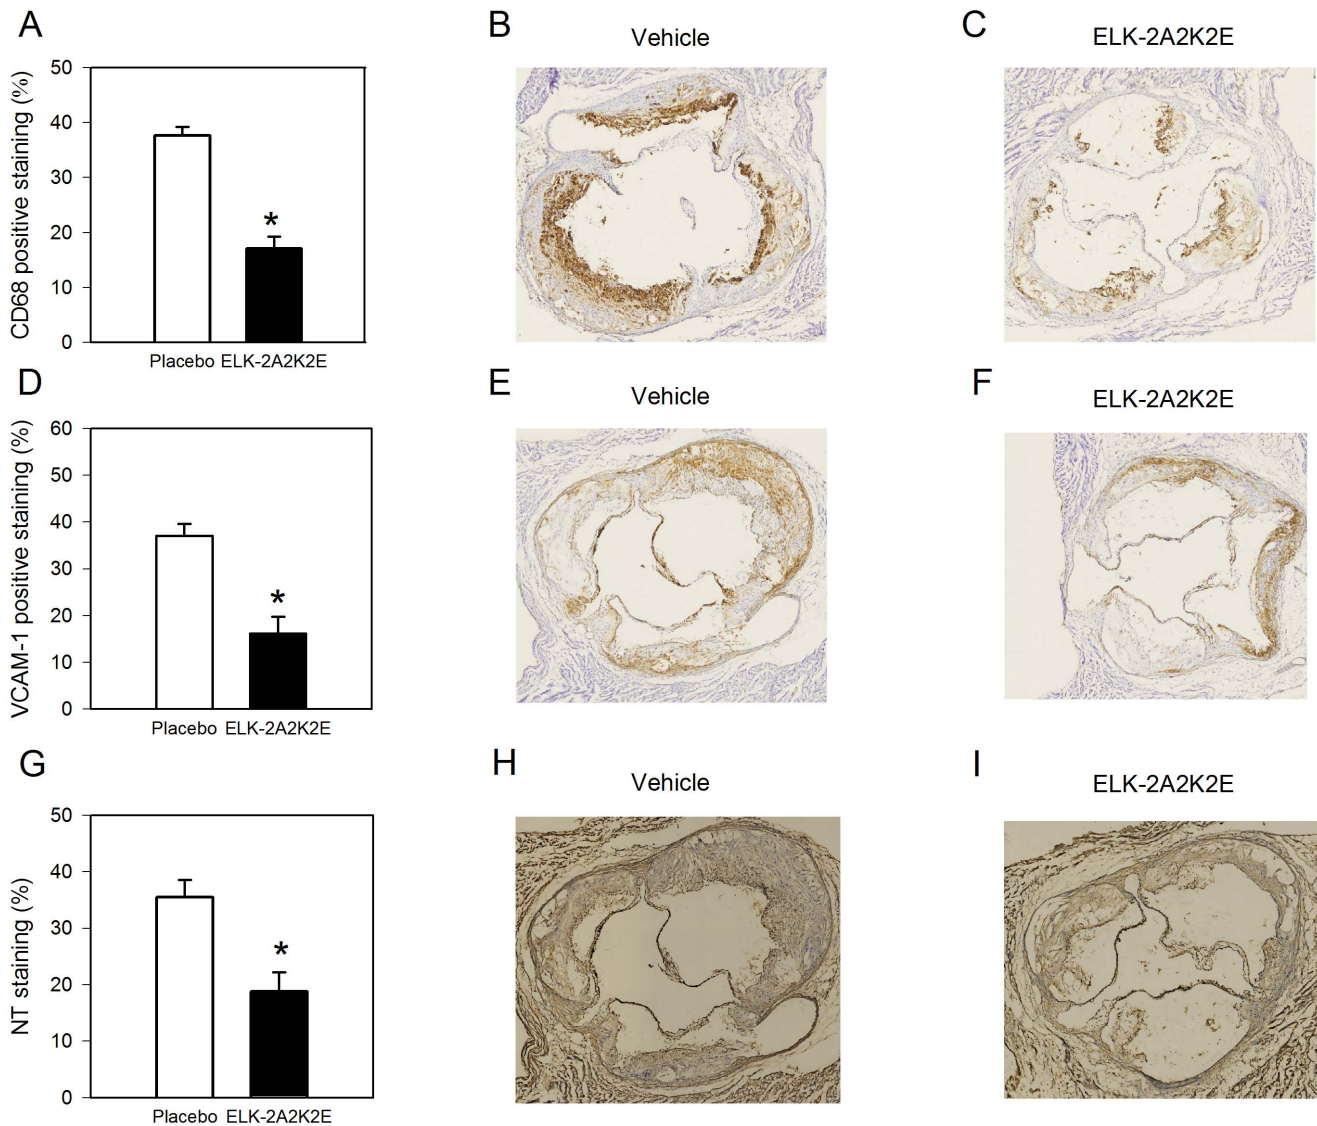 A
B
Vehicle
C
ELK-2A2K2E
CD68 positive staining (%)
50
40
30
20
10
0
*
Placebo ELK-2A2K2E
D
E
Vehicle
F
ELK-2A2K2E
VCAM-1 positive staining (%)
60
50
40
30
20
10
0
*
Placebo ELK-2A2K2E
G
H
Vehicle
I
ELK-2A2K2E
NT staining (%)
50
40
30
20
10
0
*
Placebo ELK-2A2K2E